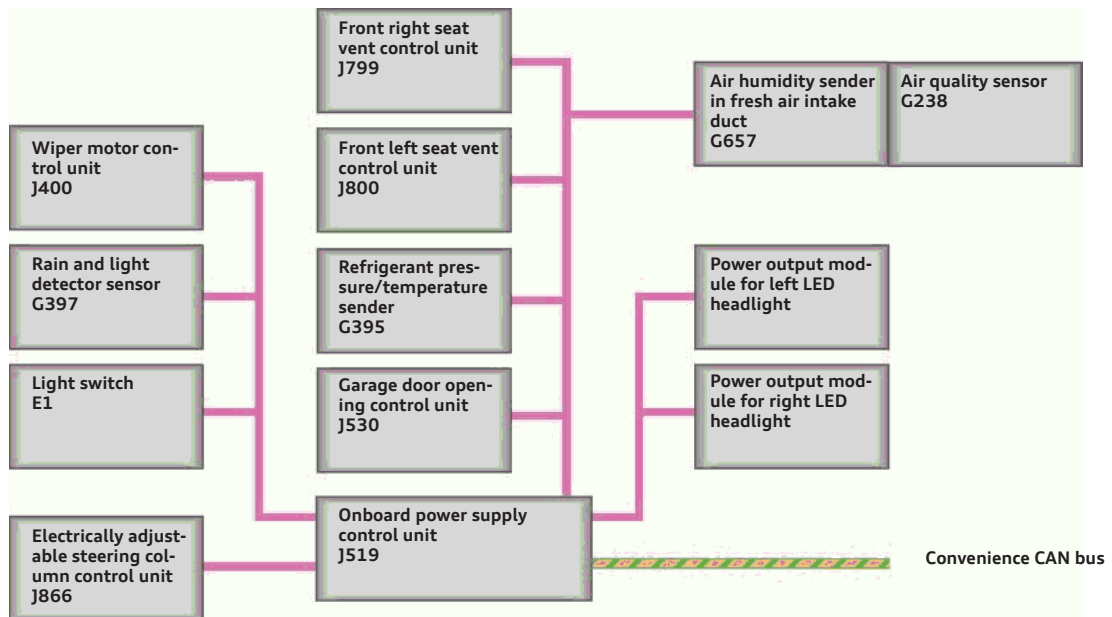 Front right seat
vent control unit
J799
Air humidity sender
in fresh air intake
duct
G657
Air quality sensor
G238
Wiper motor con-
trol unit
J400
Front left seat vent
control unit
J800
Rain and light
detector sensor
G397
Refrigerant pres-
sure/temperature
sender
G395
Power output mod-
ule for left LED
headlight
Light switch
E1
Garage door open-
ing control unit
J530
Power output mod-
ule for right LED
headlight
Electrically adjust-
able steering col-
umn control unit
J866
Onboard power supply
control unit
J519
Convenience CAN bus